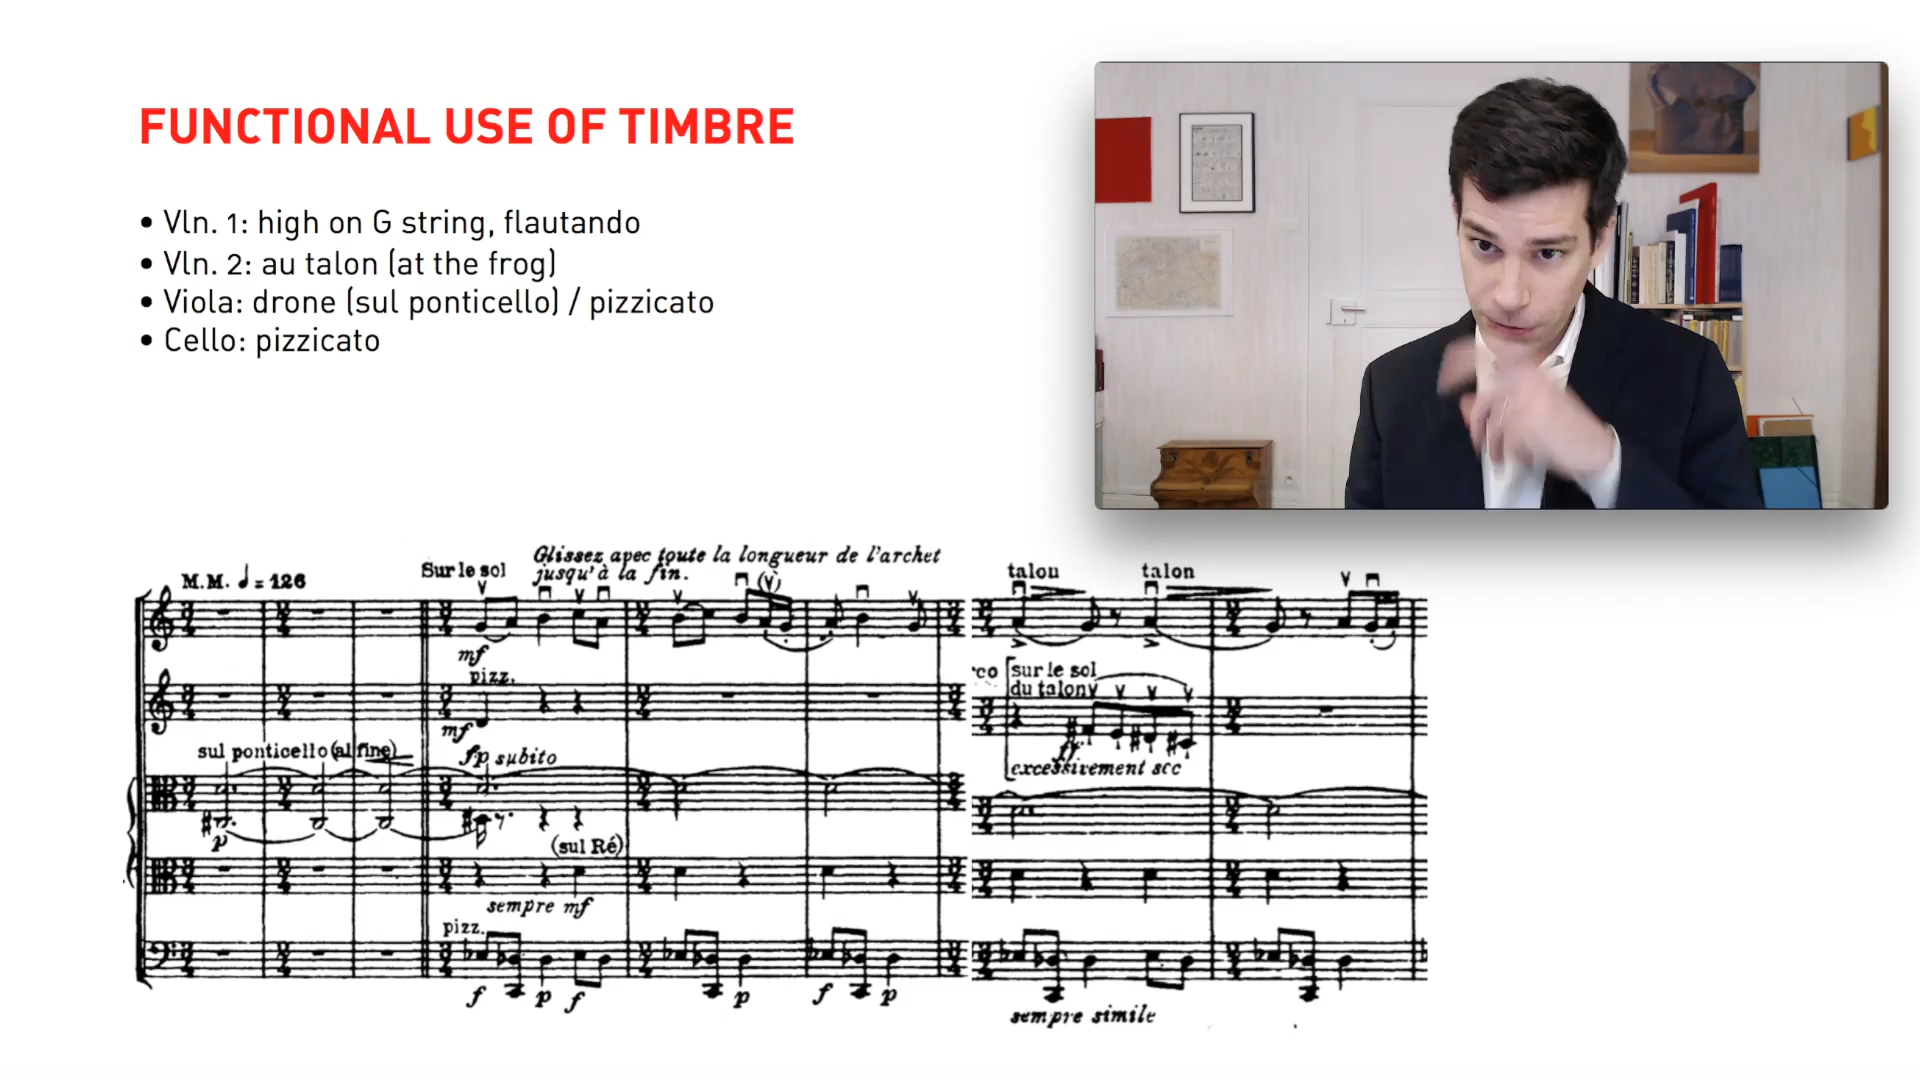 FUNCTIONAL USE OF TIMBRE
• Vln. 1: high on G string, flautando
• Vln. 2: au talon (at the frog)
• Viola: drone (sul ponticello) / pizzicato
• Cello: pizzicato
Glissez avec toute la longueur de l'archet
jusqu'à la fin.
M.M. ♩ = 126
Sur le sol
talon
talon
mf
pizz.
mf
sur le sol
du talon
ff
excessivement sec
sul ponticello (al fine)
fp subito
p
(sul Ré)
sempre mf
pizz.
f p f p f p
sempre simile